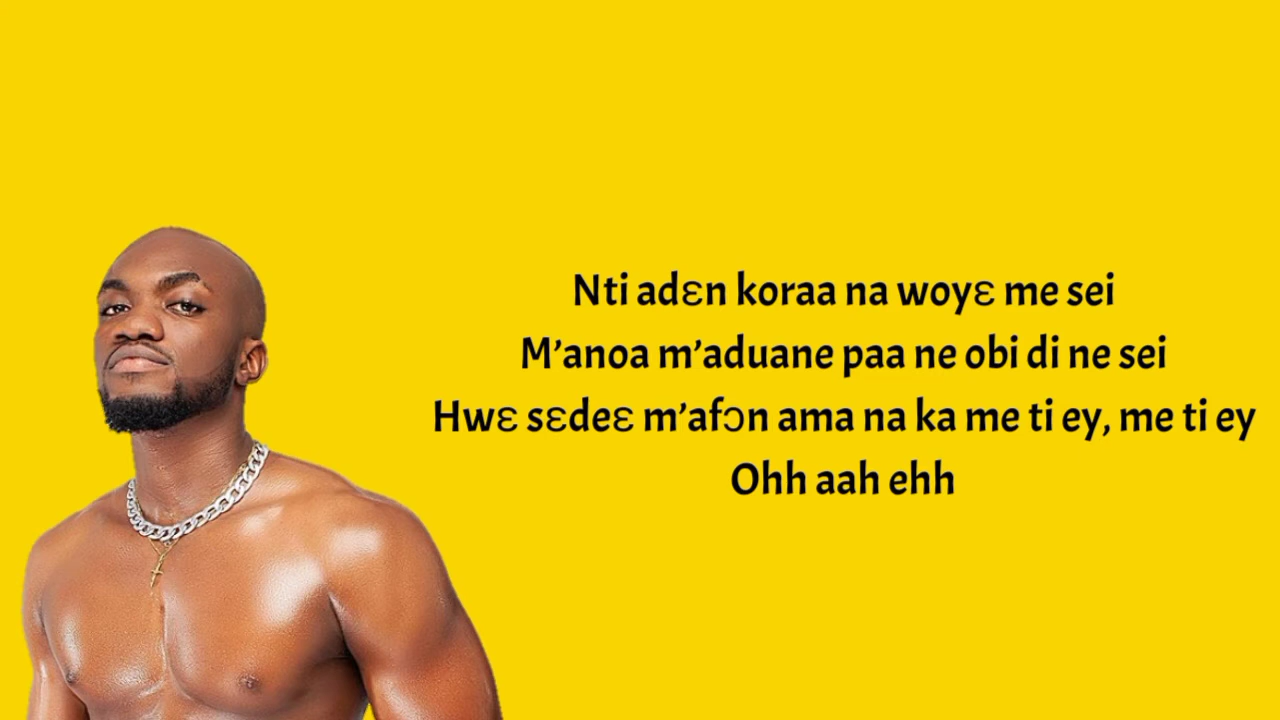 Nti adɛn koraa na woyɛ me sei
M’anoa m’aduane paa ne obi di ne sei
Hwɛ sɛdeɛ m’afɔn ama na ka me ti ey, me ti ey
Ohh aah ehh